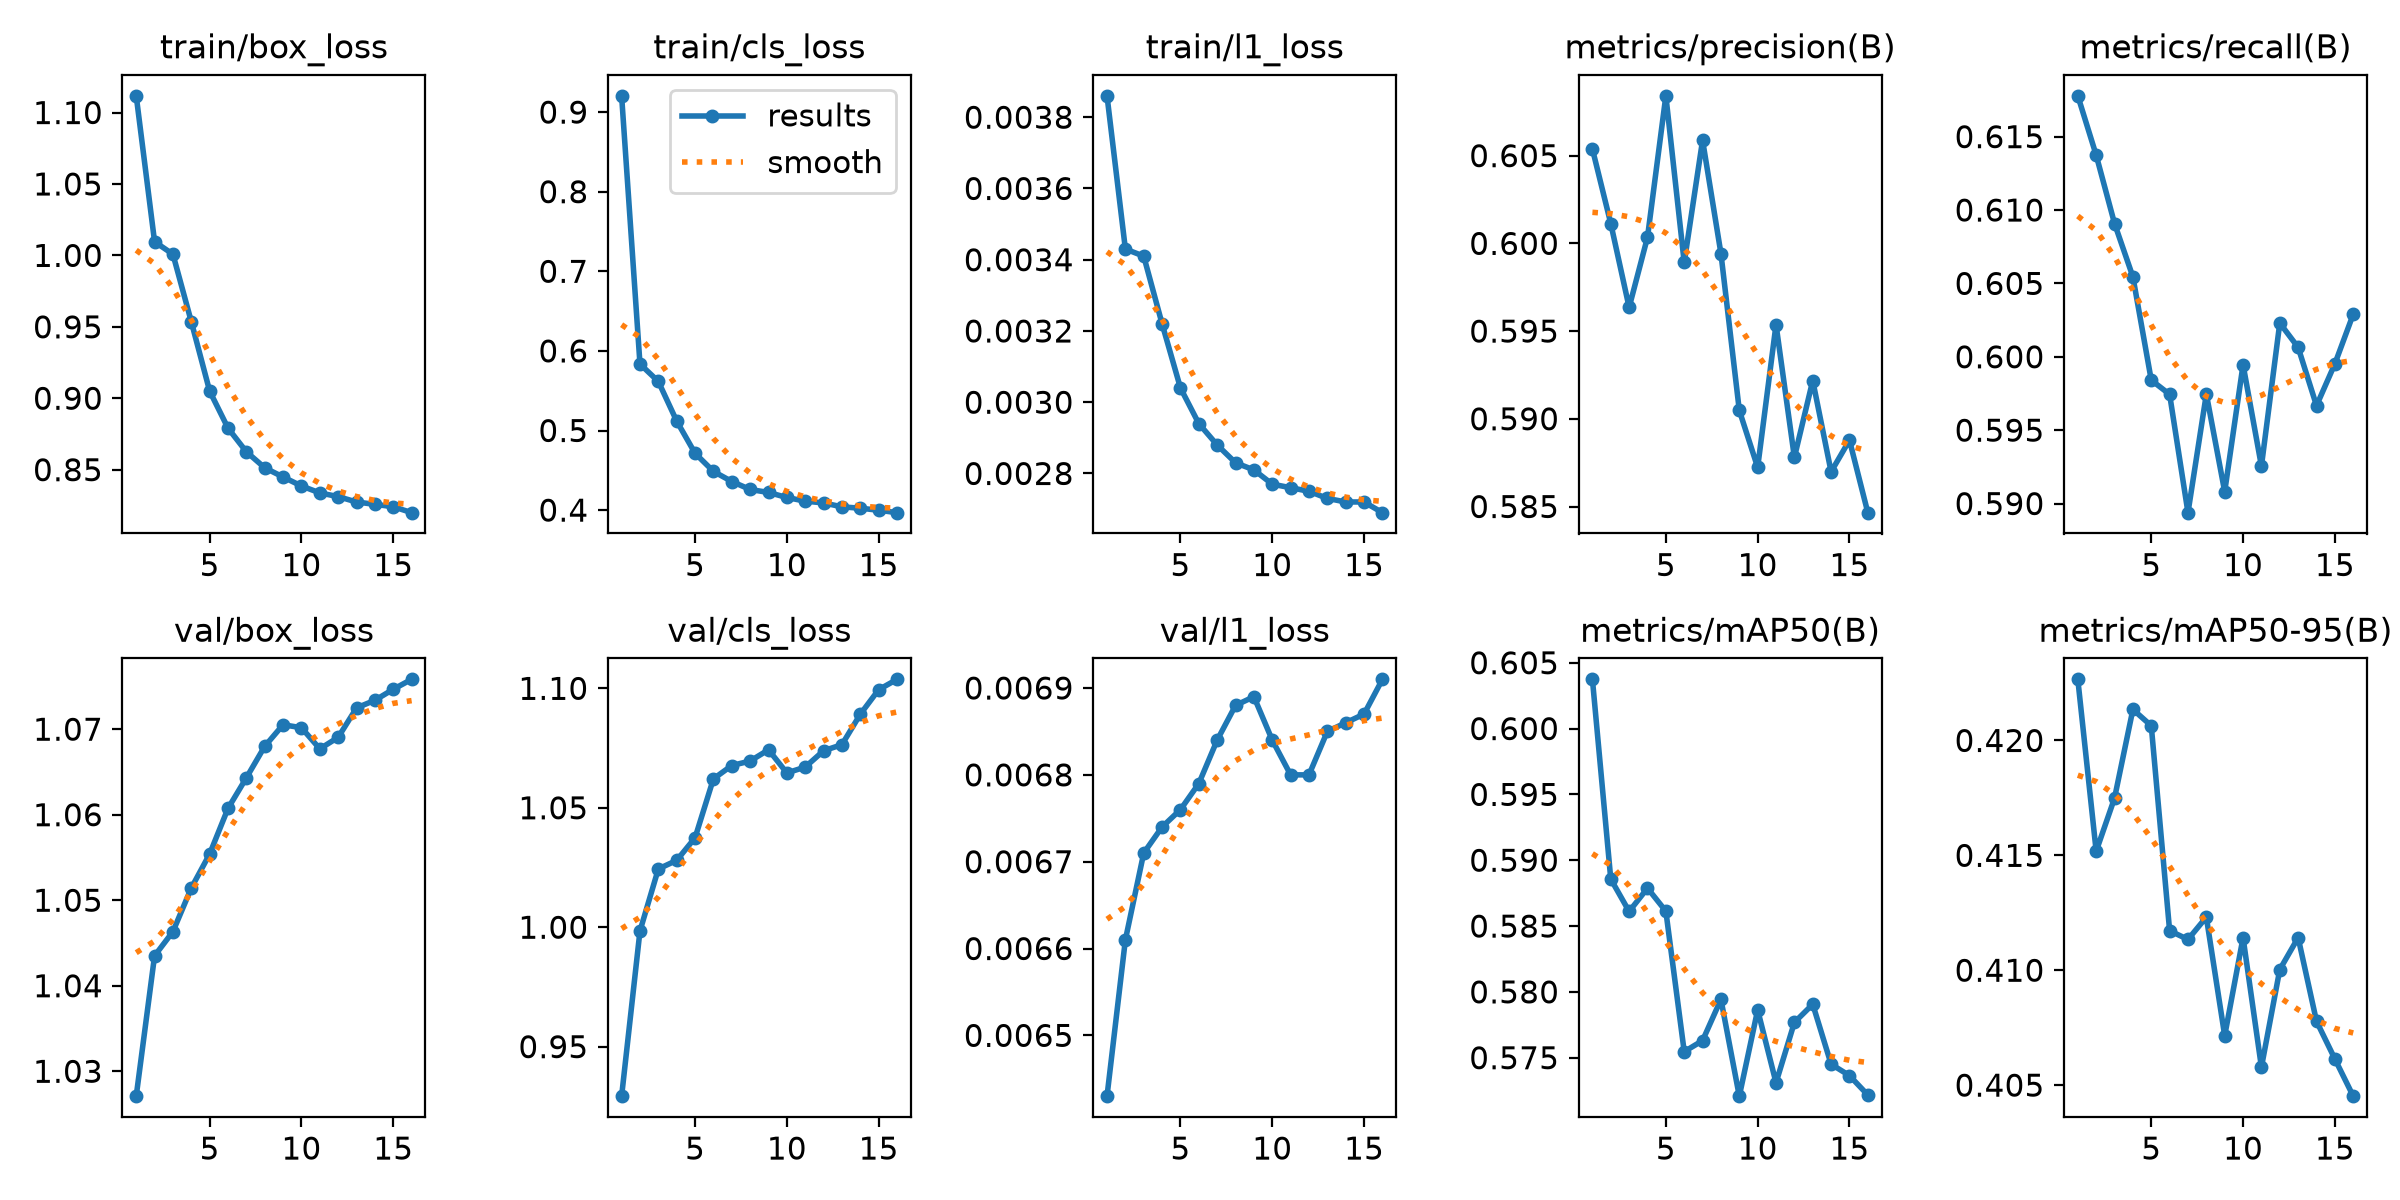 train/box_loss
1.10
1.05
1.00
0.95
0.90
0.85
5 10 15
train/cls_loss
results
smooth
0.9
0.8
0.7
0.6
0.5
0.4
5 10 15
train/l1_loss
0.0038
0.0036
0.0034
0.0032
0.0030
0.0028
5 10 15
metrics/precision(B)
0.605
0.600
0.595
0.590
0.585
5 10 15
metrics/recall(B)
0.615
0.610
0.605
0.600
0.595
0.590
5 10 15
val/box_loss
1.07
1.06
1.05
1.04
1.03
5 10 15
val/cls_loss
1.10
1.05
1.00
0.95
5 10 15
val/l1_loss
0.0069
0.0068
0.0067
0.0066
0.0065
5 10 15
metrics/mAP50(B)
0.605
0.600
0.595
0.590
0.585
0.580
0.575
5 10 15
metrics/mAP50-95(B)
0.420
0.415
0.410
0.405
5 10 15